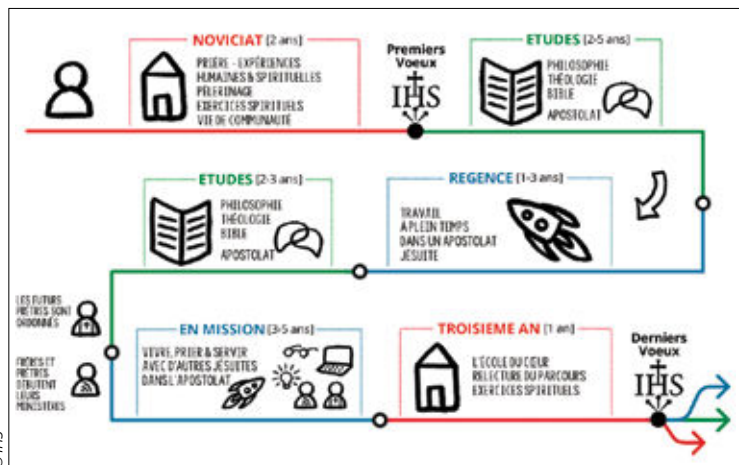 NOVICIAT [2 ans]
PRIÈRE - EXPÉRIENCES
HUMAINES & SPIRITUELLES
PÈLERINAGE
EXERCICES SPIRITUELS
VIE DE COMMUNAUTÉ
Premiers
Voeux
IHS
ETUDES [2-5 ans]
PHILOSOPHIE
THÉOLOGIE
BIBLE
APOSTOLAT
REGENCE [1-3 ans]
TRAVAIL
À PLEIN TEMPS
DANS UN APOSTOLAT
JÉSUITE
ETUDES [2-3 ans]
PHILOSOPHIE
THÉOLOGIE
BIBLE
APOSTOLAT
LES FUTURS
PRÊTRES SONT
ORDONNÉS
FRÈRES ET
PRÊTRES
DÉBUTENT
LEURS
MINISTÈRES
EN MISSION [3-5 ans]
VIVRE, PRIER & SERVIR
AVEC D'AUTRES JÉSUITES
DANS L'APOSTOLAT
TROISIEME AN [1 an]
L'ÉCOLE DU CŒUR
RELECTURE DU PARCOURS
EXERCICES SPIRITUELS
Derniers
Voeux
IHS